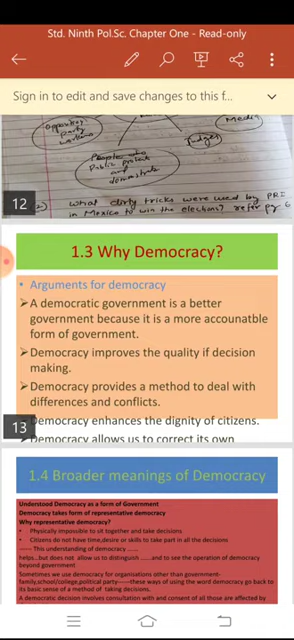 Std. Ninth Pol.Sc. Chapter One -
Read-only
Sign in to edit and save changes to this f...
Opposition
party
Media
Judges
People who
public protest
and
demonstrate
12
(2) What dirty tricks were used by PRI
in Mexico to win the elections? refer pg 6
1.3 Why Democracy?
• Arguments for democracy
➢ A democratic government is a better
government because it is a more accounatble
form of government.
➢ Democracy improves the quality if decision
making.
➢ Democracy provides a method to deal with
differences and conflicts.
Democracy enhances the dignity of citizens.
13
Democracy allows us to correct its own
1.4 Broader meanings of Democracy
Understood Democracy as a form of Government
Democracy takes form of representative democracy
Why representative democracy?
• Physically impossible to sit together and take decisions
• Citizens do not have time,desire or skills to take part in all the decisions
---- This understanding of democracy ......
helps...but does not allow us to distinguish ......and to see the operation of democracy
beyond government
Sometimes we use democracy for organisations other than government-
family,school/college,political party-----these ways of using the word democracy go back to
its basic sense of a method of taking decisions.
A democratic decision involves consultation with and consent of all those are affected by